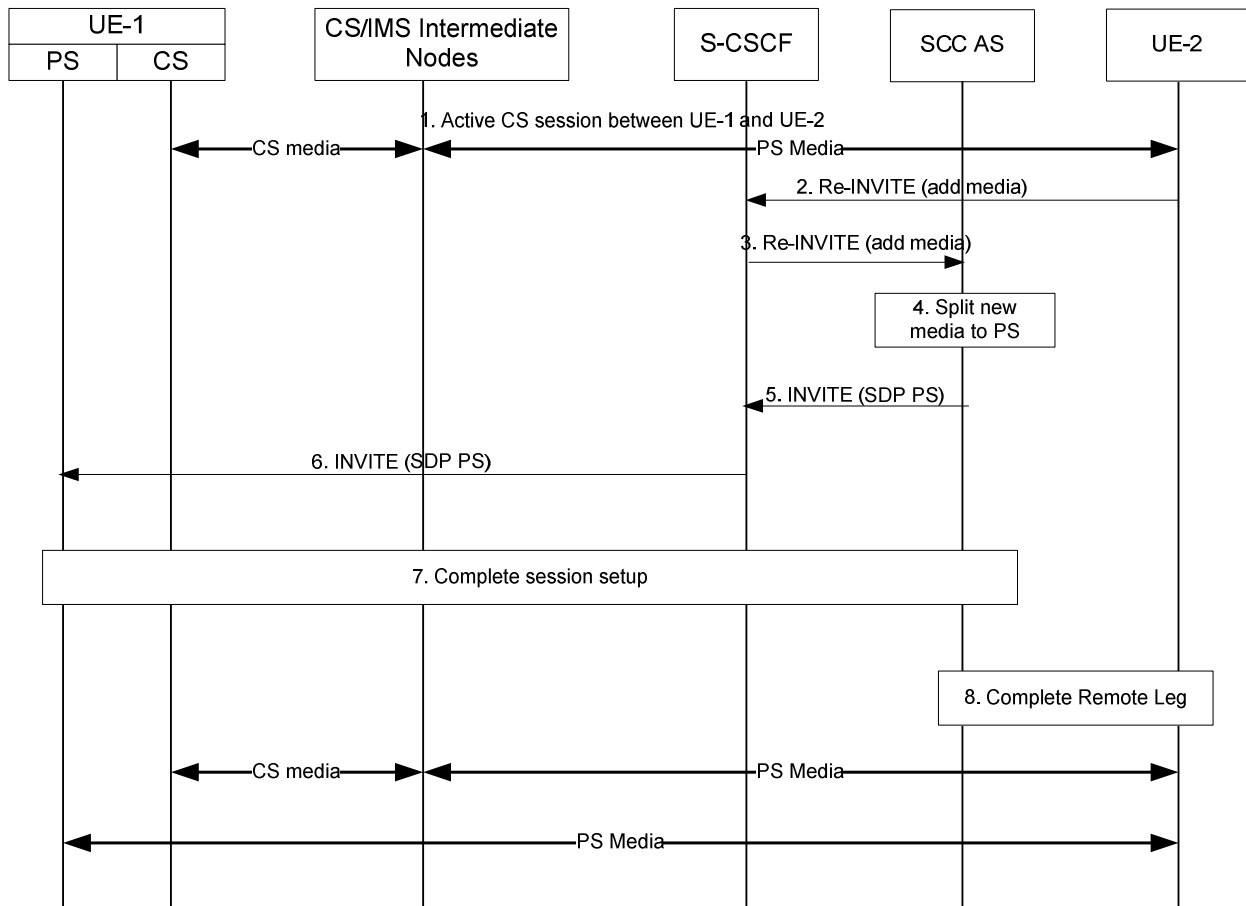 UE-1
PS
CS
CS/IMS Intermediate
Nodes
S-CSCF
SCC AS
UE-2
1. Active CS session between UE-1 and UE-2
CS media
PS Media
2. Re-INVITE (add media)
3. Re-INVITE (add media)
4. Split new
media to PS
5. INVITE (SDP PS)
6. INVITE (SDP PS)
7. Complete session setup
8. Complete Remote Leg
CS media
PS Media
PS Media